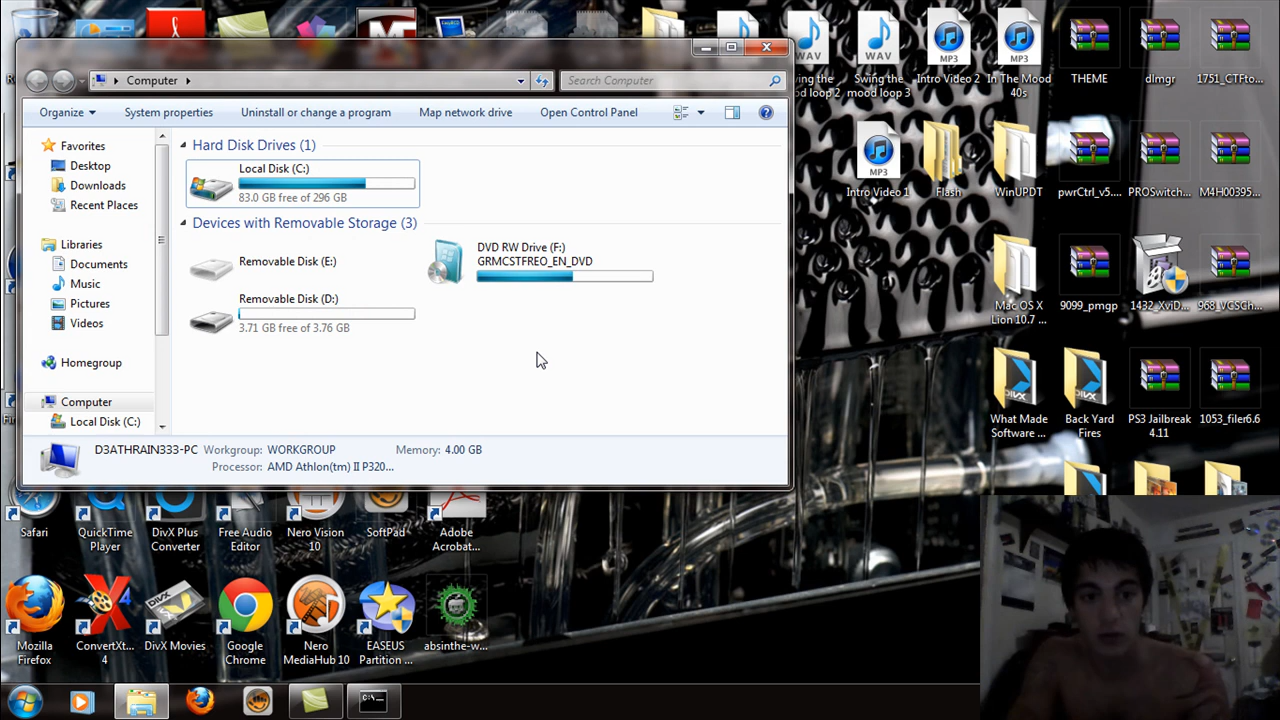 Computer
Search Computer
Organize
System properties
Uninstall or change a program
Map network drive
Open Control Panel
Favorites
Desktop
Downloads
Recent Places
Libraries
Documents
Music
Pictures
Videos
Homegroup
Computer
Local Disk (C:)
Hard Disk Drives (1)
Local Disk (C:)
83.0 GB free of 296 GB
Devices with Removable Storage (3)
Removable Disk (E:)
DVD RW Drive (F:)
GRMCSTFREO_EN_DVD
Removable Disk (D:)
3.71 GB free of 3.76 GB
D3ATHRAIN333-PC Workgroup: WORKGROUP Memory: 4.00 GB
Processor: AMD Athlon(tm) II P320...
WAV
WAV
MP3
MP3
loop 2
Swing the
mood loop 3
Intro Video 2
In The Mood
40s
THEME
dlmgr
1751_CTFto...
MP3
Intro Video 1
Flash
WinUPDT
pwrCtrl_v5...
PROSwitch...
M4H00395...
Mac OS X
Lion 10.7 ...
9099_pmgp
1432_XviD...
968_VCSCh...
What Made
Software ...
Back Yard
Fires
PS3 Jailbreak
4.11
1053_filer6.6
Safari
QuickTime
Player
DivX Plus
Converter
Free Audio
Editor
Nero Vision
10
SoftPad
Adobe
Acrobat...
Mozilla
Firefox
ConvertXt...
4
DivX Movies
Google
Chrome
Nero
MediaHub 10
EASEUS
Partition ...
absinthe-w...